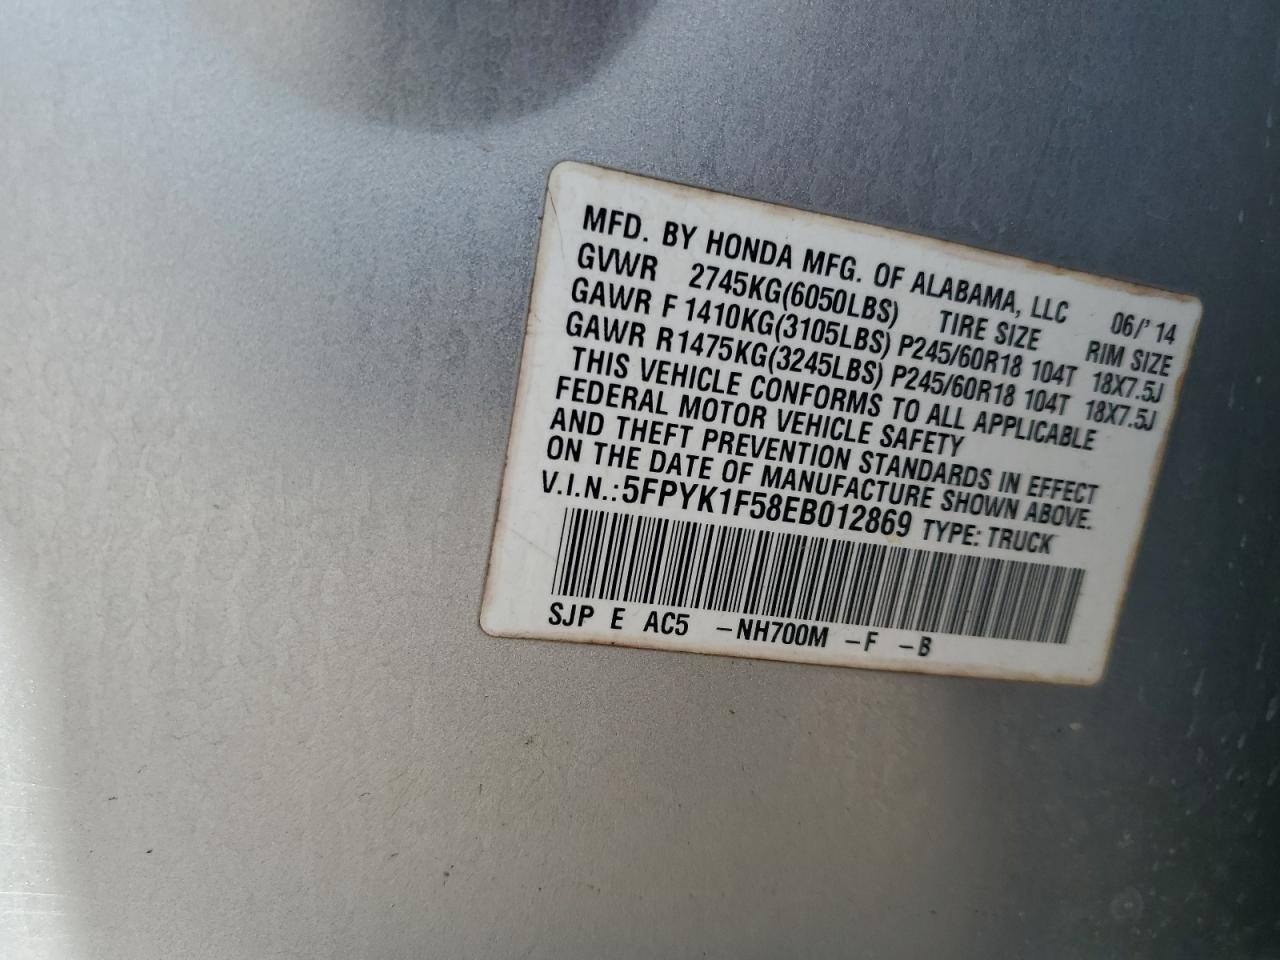 MFD. BY HONDA MFG. OF ALABAMA, LLC 06/'14
GVWR 2745KG(6050LBS) TIRE SIZE RIM SIZE
GAWR F 1410KG(3105LBS) P245/60R18 104T 18X7.5J
GAWR R 1475KG(3245LBS) P245/60R18 104T 18X7.5J
THIS VEHICLE CONFORMS TO ALL APPLICABLE
FEDERAL MOTOR VEHICLE SAFETY
AND THEFT PREVENTION STANDARDS IN EFFECT
ON THE DATE OF MANUFACTURE SHOWN ABOVE.
V.I.N.: 5FPYK1F58EB012869 TYPE: TRUCK
SJP E AC5 -NH700M -F -B